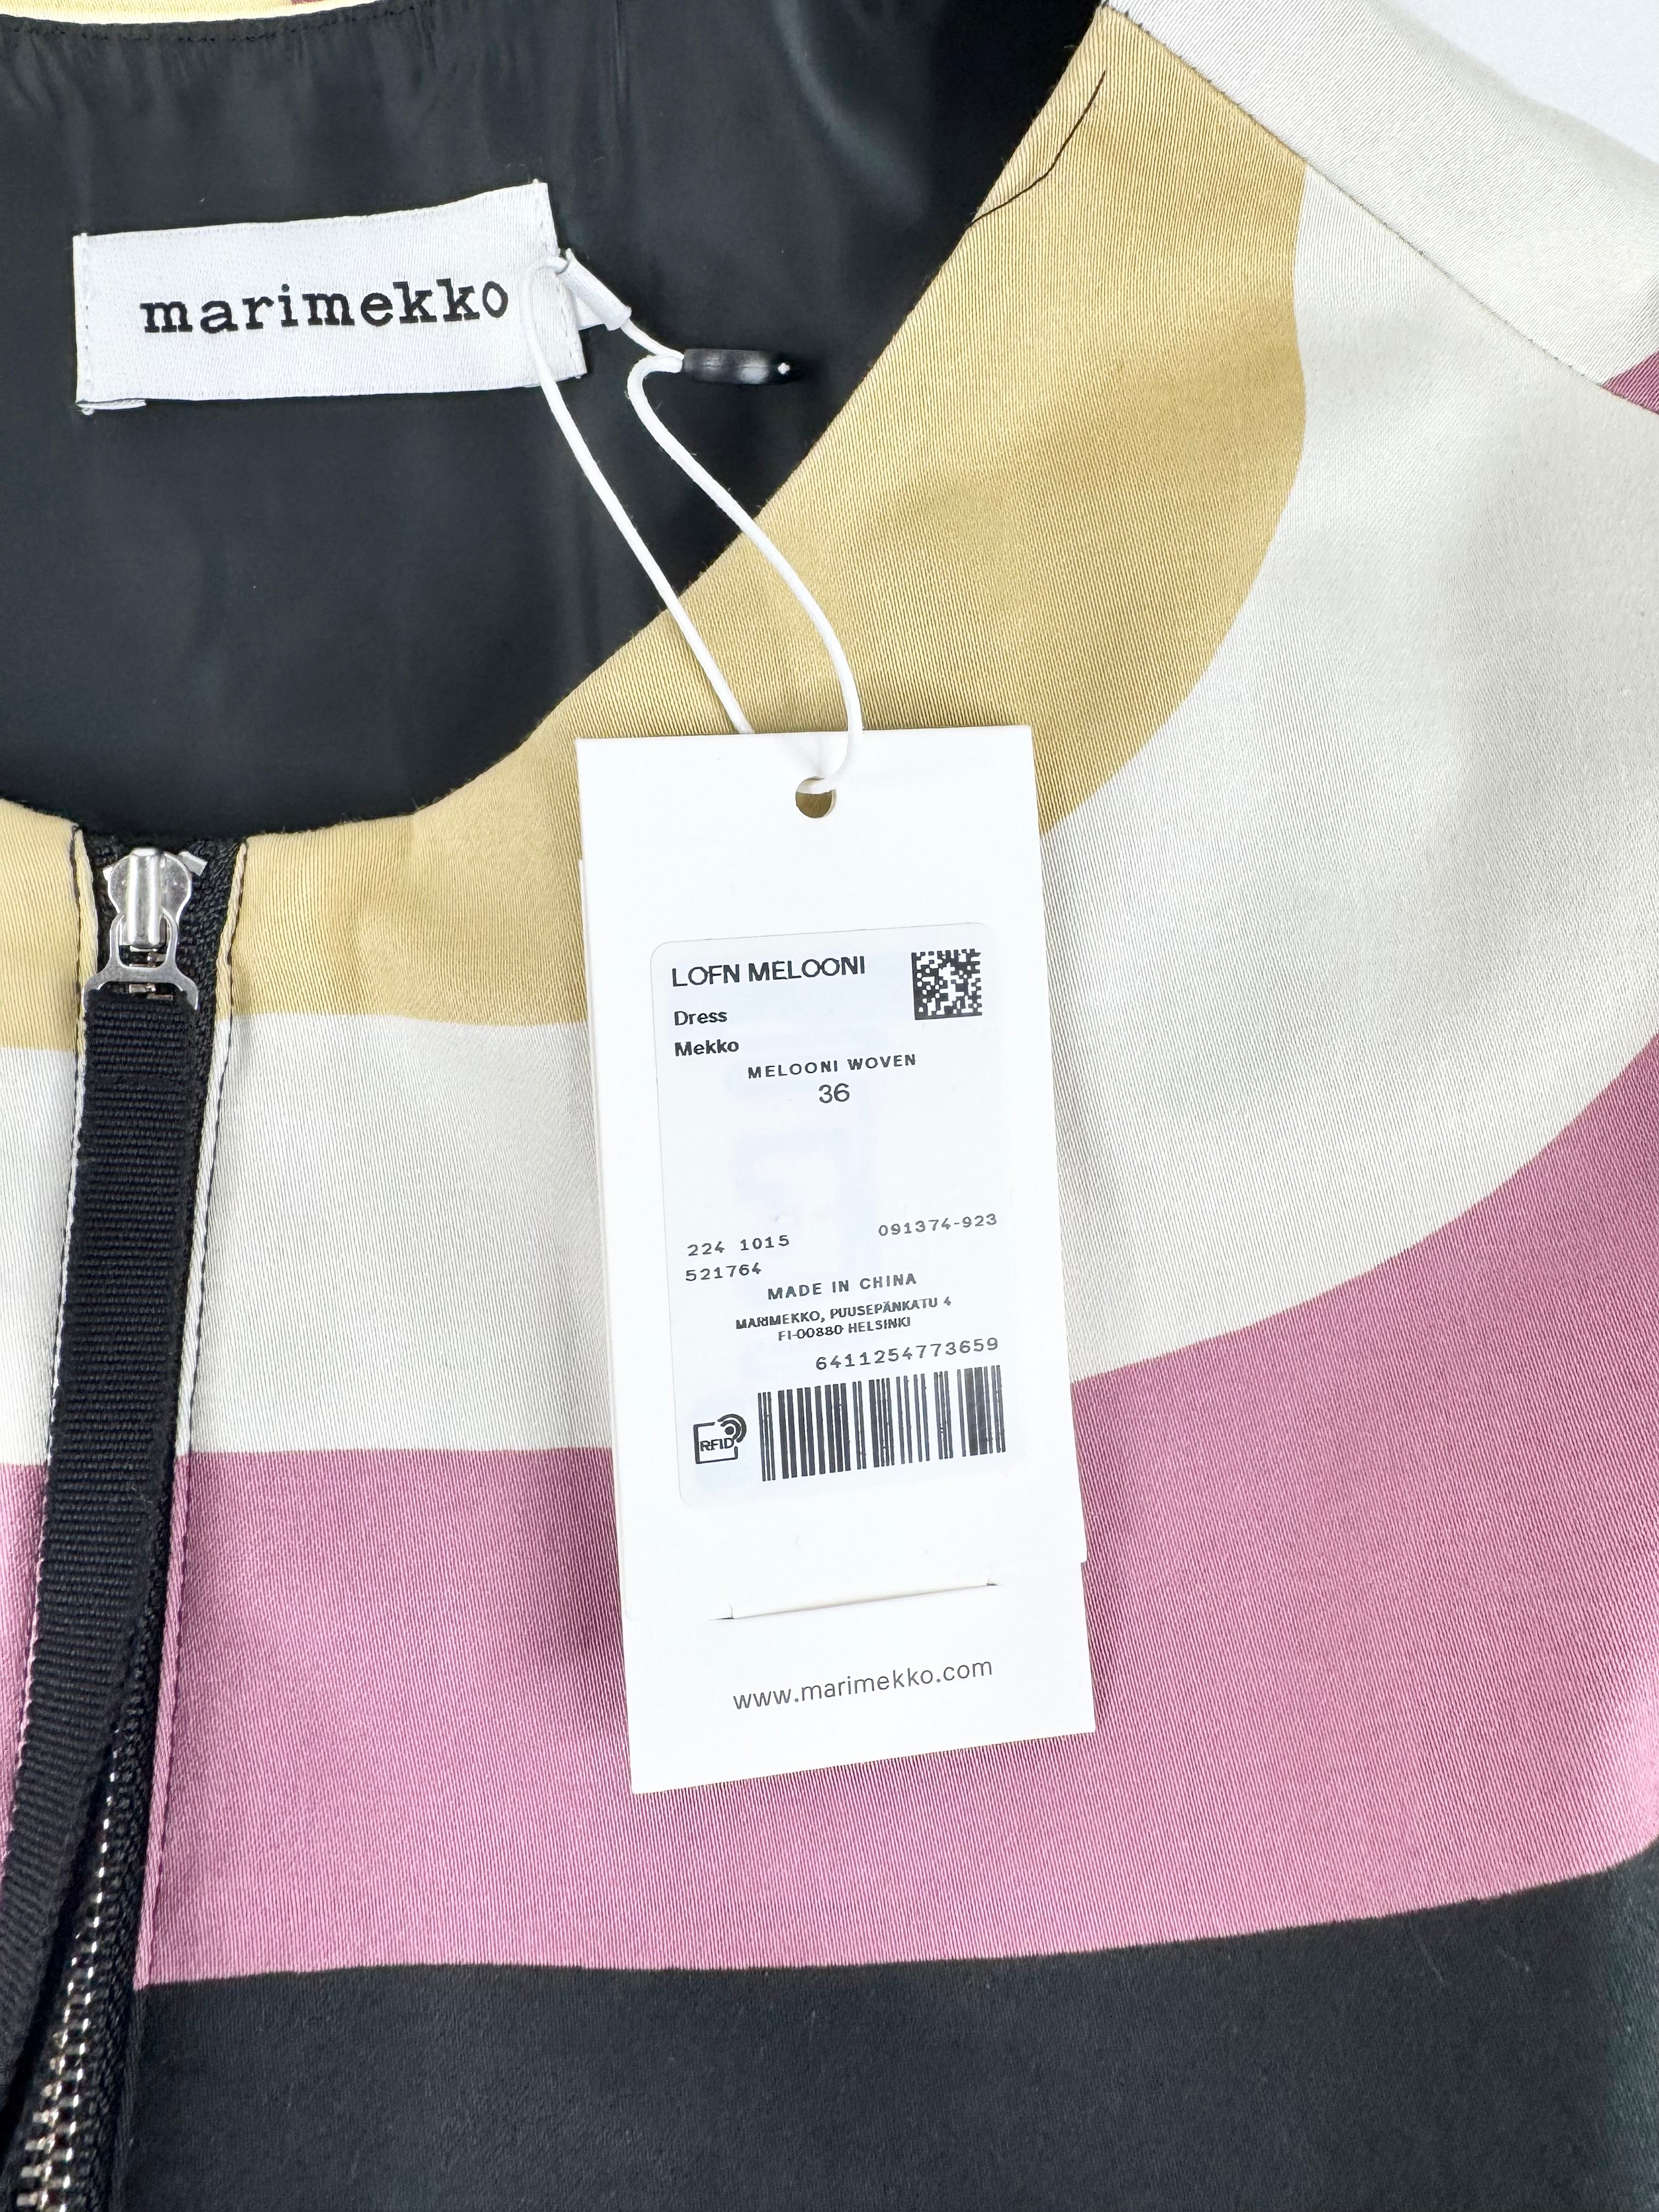 marimekko
LOFN MELOONI
Dress
Mekko
MELOONI WOVEN
36
224 1015
091374-923
521764
MADE IN CHINA
MARIMEKKO, PUUSEPÄNKATU 4
FI-00880 HELSINKI
6411254773659
RFID
www.marimekko.com